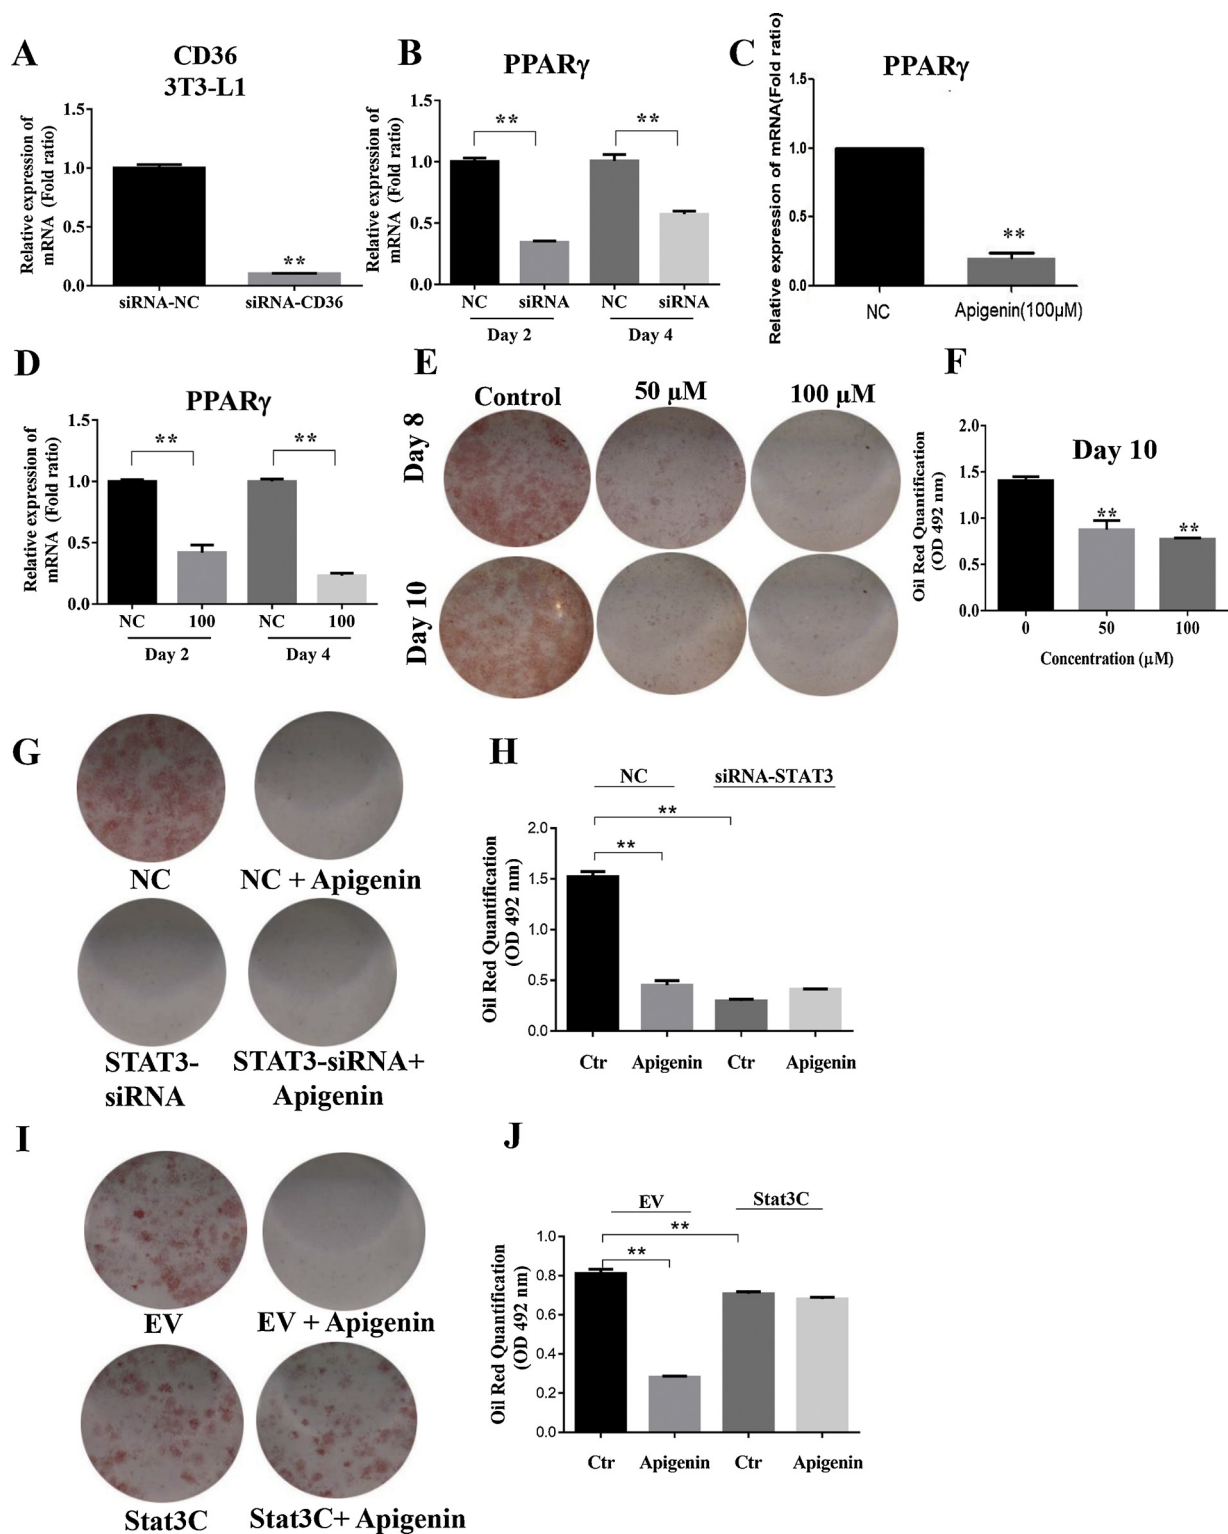 A
CD36
3T3-L1
Relative expression of
mRNA (Fold ratio)
1.5
1.0
0.5
0.0
**
siRNA-NC
siRNA-CD36
B
PPARγ
Relative expression of
mRNA (Fold ratio)
1.5
1.0
0.5
0.0
**
**
NC
siRNA
NC
siRNA
Day 2
Day 4
C
PPARγ
Relative expression of mRNA(Fold ratio)
1.5
1.0
0.5
0.0
**
NC
Apigenin(100μM)
D
PPARγ
Relative expression of
mRNA (Fold ratio)
1.5
1.0
0.5
0.0
**
**
NC
100
NC
100
Day 2
Day 4
E
Control
50 μM
100 μM
Day 8
Day 10
F
Day 10
Oil Red Quantification
(OD 492 nm)
2.0
1.5
1.0
0.5
0.0
**
**
0
50
100
Concentration (μM)
G
NC
NC + Apigenin
STAT3-
siRNA
STAT3-siRNA+
Apigenin
H
NC
siRNA-STAT3
Oil Red Quantification
(OD 492 nm)
2.0
1.5
1.0
0.5
0.0
**
**
Ctr
Apigenin
Ctr
Apigenin
I
EV
EV + Apigenin
Stat3C
Stat3C+ Apigenin
J
EV
Stat3C
Oil Red Quantification
(OD 492 nm)
1.0
0.8
0.6
0.4
0.2
0.0
**
**
Ctr
Apigenin
Ctr
Apigenin